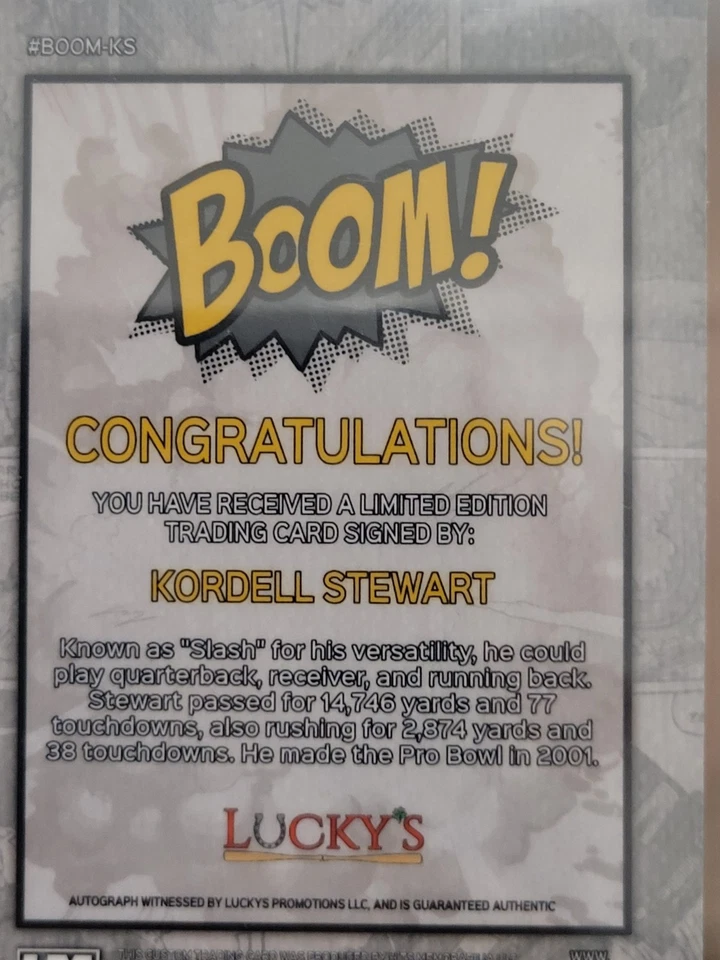 #BOOM-KS
BOOM!
CONGRATULATIONS!
YOU HAVE RECEIVED A LIMITED EDITION
TRADING CARD SIGNED BY:
KORDELL STEWART
Known as "Slash" for his versatility, he could
play quarterback, receiver, and running back.
Stewart passed for 14,746 yards and 77
touchdowns, also rushing for 2,874 yards and
38 touchdowns. He made the Pro Bowl in 2001.
LUCKY'S
AUTOGRAPH WITNESSED BY LUCKYS PROMOTIONS LLC, AND IS GUARANTEED AUTHENTIC